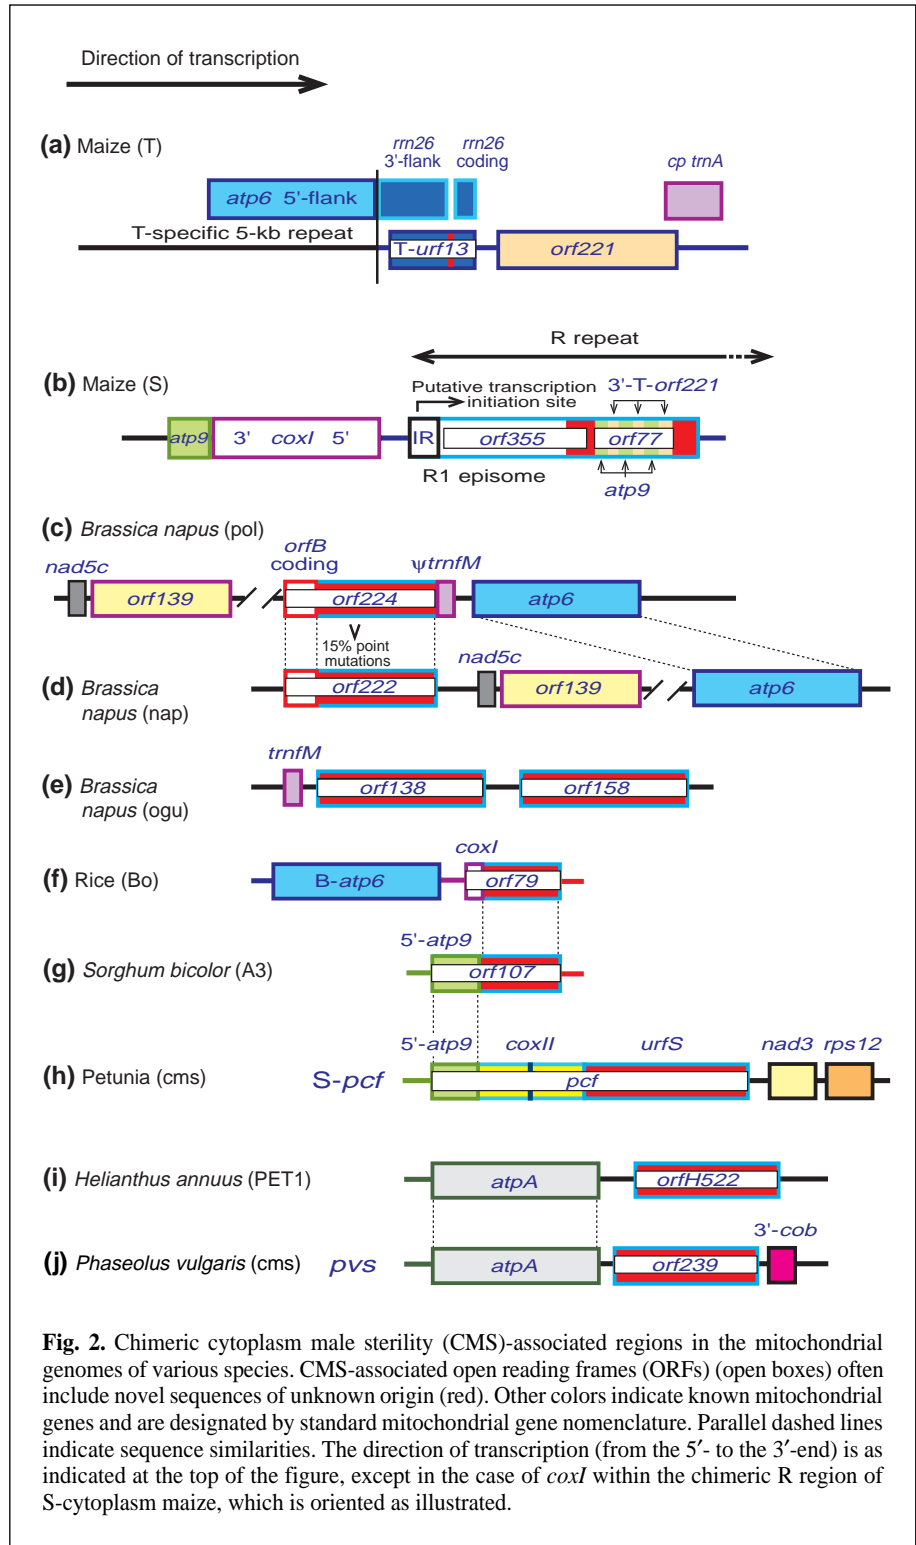 Direction of transcription
(a) Maize (T)
rrn26
3'-flank
rrn26
coding
cp trnA
atp6 5'-flank
T-specific 5-kb repeat
T-urf13
orf221
R repeat
(b) Maize (S)
Putative transcription
initiation site
3'-T-orf221
atp9
3' coxI 5'
IR
orf355
orf77
R1 episome
atp9
(c) Brassica napus (pol)
orfB
coding
nad5c
ψtrnfM
orf139
orf224
atp6
15% point
mutations
nad5c
(d) Brassica
napus (nap)
orf222
orf139
atp6
trnfM
(e) Brassica
napus (ogu)
orf138
orf158
coxI
(f) Rice (Bo)
B-atp6
orf79
5'-atp9
(g) Sorghum bicolor (A3)
orf107
5'-atp9
coxII
urfS
nad3
rps12
(h) Petunia (cms)
S-pcf
pcf
(i) Helianthus annuus (PET1)
atpA
orfH522
3'-cob
(j) Phaseolus vulgaris (cms)
pvs
atpA
orf239
Fig. 2. Chimeric cytoplasm male sterility (CMS)-associated regions in the mitochondrial
genomes of various species. CMS-associated open reading frames (ORFs) (open boxes) often
include novel sequences of unknown origin (red). Other colors indicate known mitochondrial
genes and are designated by standard mitochondrial gene nomenclature. Parallel dashed lines
indicate sequence similarities. The direction of transcription (from the 5′- to the 3′-end) is as
indicated at the top of the figure, except in the case of coxI within the chimeric R region of
S-cytoplasm maize, which is oriented as illustrated.